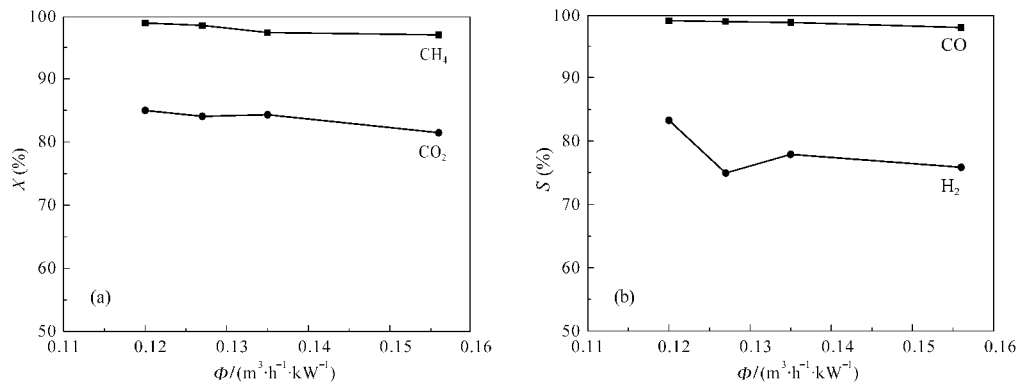 100
90
80
70
60
50
X (%)
CH₄
CO₂
(a)
0.11 0.12 0.13 0.14 0.15 0.16
Φ/(m³·h⁻¹·kW⁻¹)
100
90
80
70
60
50
S (%)
CO
H₂
(b)
0.11 0.12 0.13 0.14 0.15 0.16
Φ/(m³·h⁻¹·kW⁻¹)